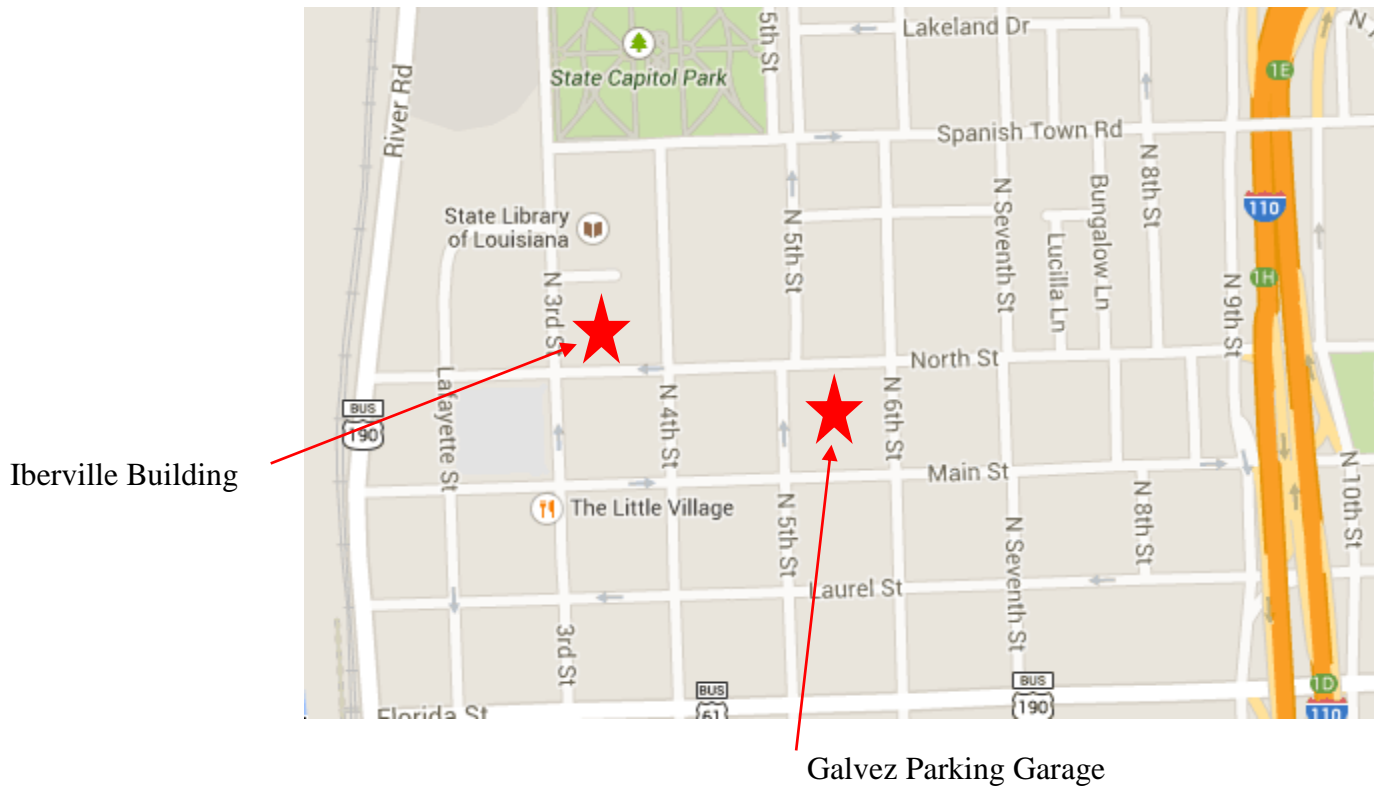 5th St
Lakeland Dr
N
1E
State Capitol Park
River Rd
Spanish Town Rd
N 8th St
110
State Library
of Louisiana
N 5th St
N Seventh St
Bungalow Ln
Lucilla Ln
1H
N 3rd St
N 9th St
North St
Lafayette St
BUS
190
N 4th St
N 6th St
Iberville Building
Main St
The Little Village
N 5th St
N Seventh St
N 8th St
N 10th St
Laurel St
3rd St
BUS
61
BUS
190
1D
110
Florida St
Galvez Parking Garage